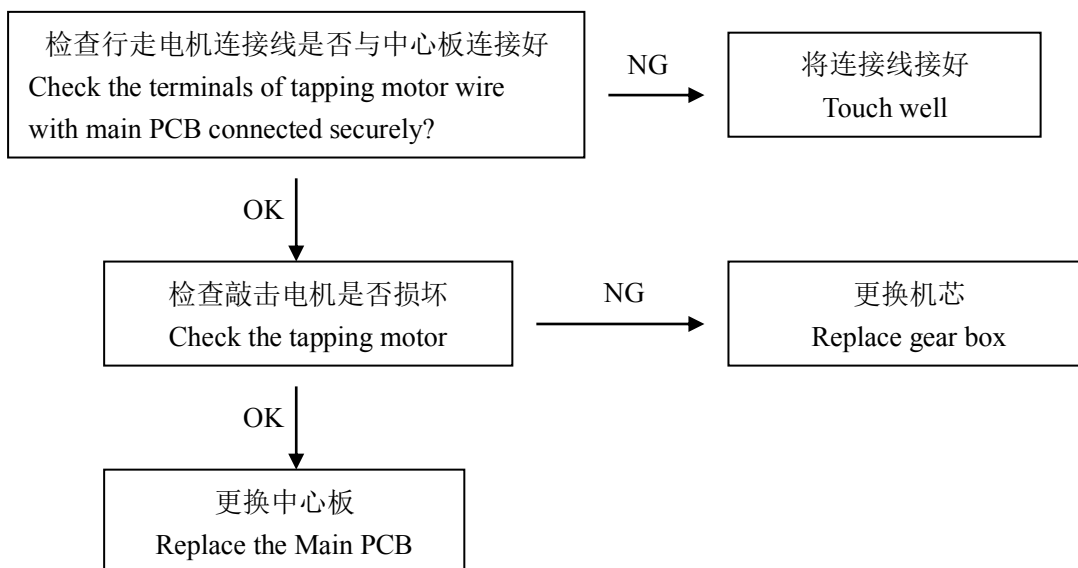 检查行走电机连接线是否与中心板连接好
Check the terminals of tapping motor wire
with main PCB connected securely?
NG
将连接线接好
Touch well
OK
检查敲击电机是否损坏
Check the tapping motor
NG
更换机芯
Replace gear box
OK
更换中心板
Replace the Main PCB